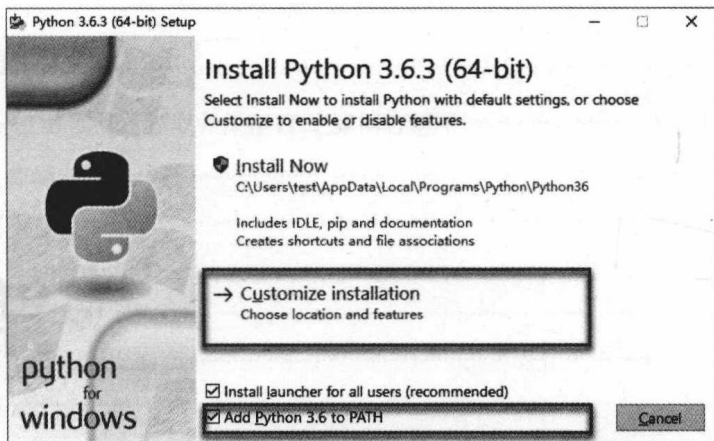 Python 3.6.3 (64-bit) Setup
Install Python 3.6.3 (64-bit)
Select Install Now to install Python with default settings, or choose
Customize to enable or disable features.
Install Now
C:\Users\test\AppData\Local\Programs\Python\Python36
Includes IDLE, pip and documentation
Creates shortcuts and file associations
→ Customize installation
Choose location and features
Install launcher for all users (recommended)
Add Python 3.6 to PATH
Cancel
python
for
windows